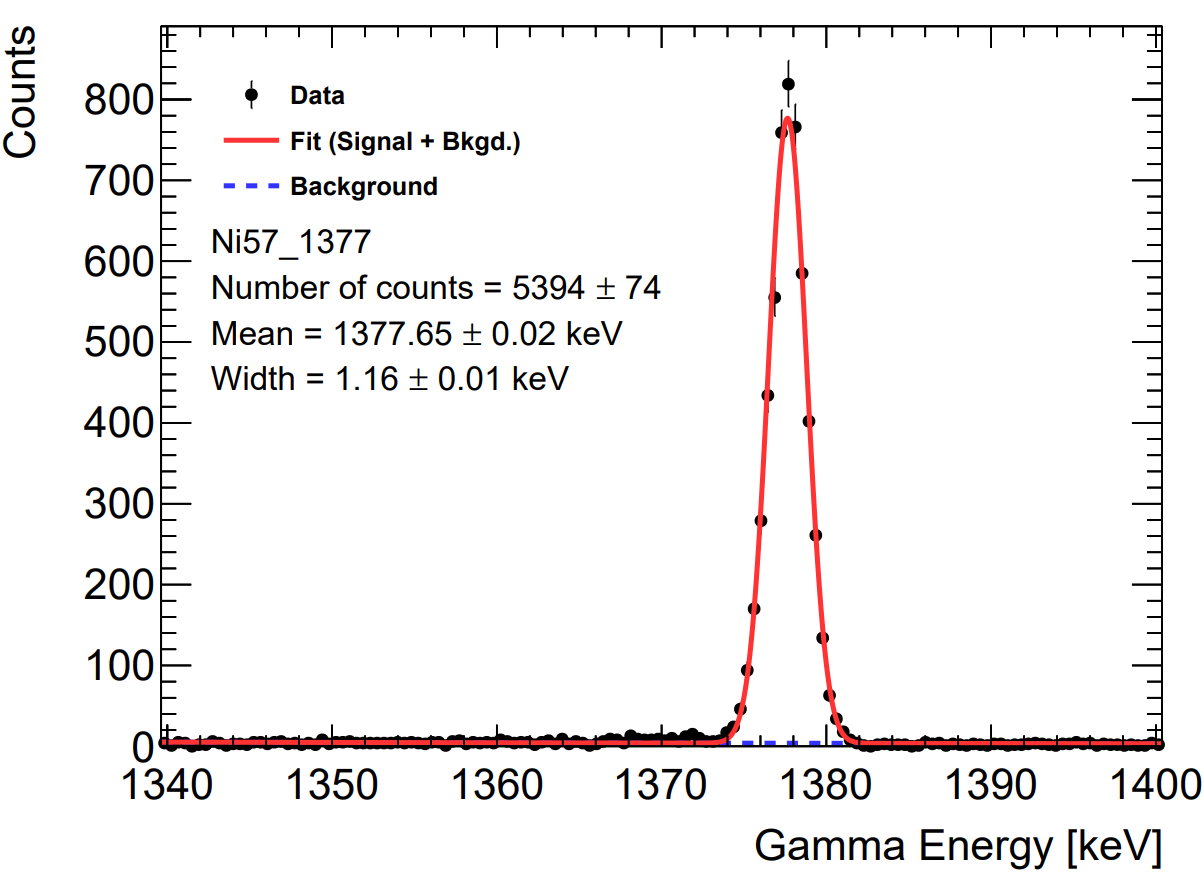 Counts
800
700
600
500
400
300
200
100
0
Data
Fit (Signal + Bkgd.)
Background
Ni57_1377
Number of counts = 5394 ± 74
Mean = 1377.65 ± 0.02 keV
Width = 1.16 ± 0.01 keV
1340 1350 1360 1370 1380 1390 1400
Gamma Energy [keV]